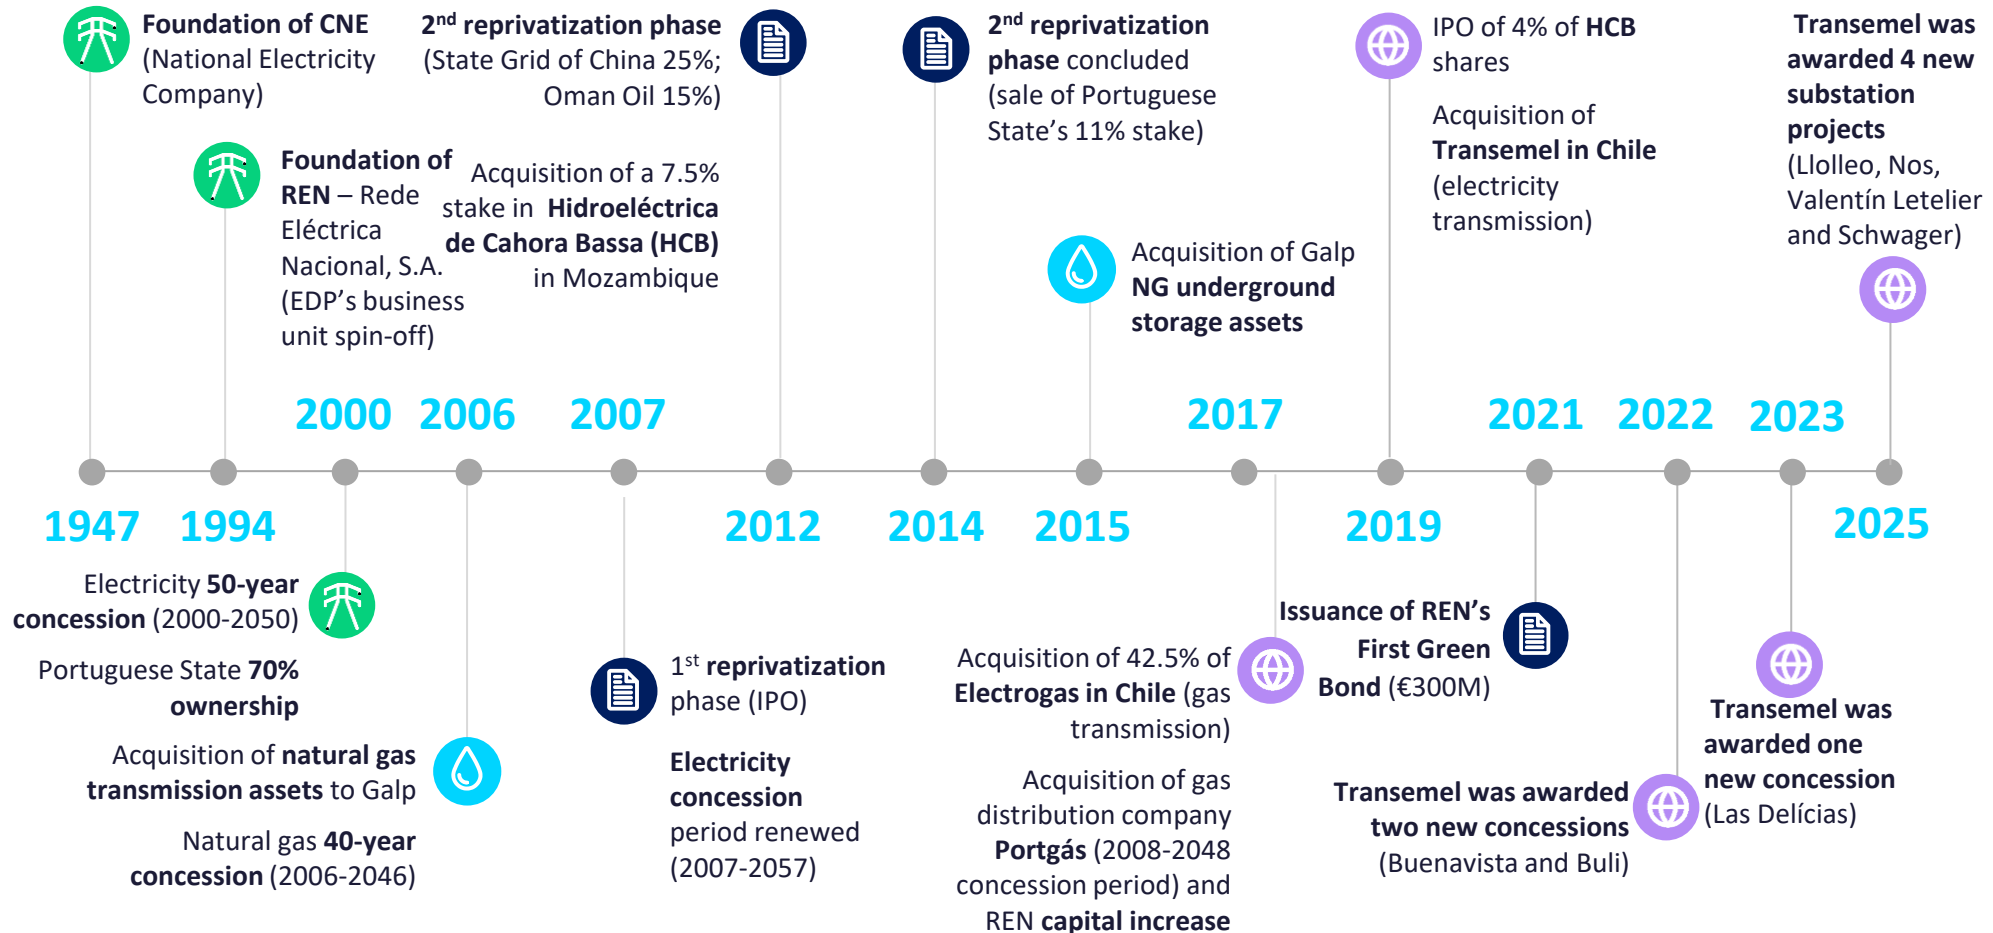 Foundation of CNE
(National Electricity
Company)
Foundation of
REN – Rede
Eléctrica
Nacional, S.A.
(EDP’s business
unit spin-off)
2nd reprivatization phase
(State Grid of China 25%;
Oman Oil 15%)
Acquisition of a 7.5%
stake in Hidroeléctrica
de Cahora Bassa (HCB)
in Mozambique
2nd reprivatization
phase concluded
(sale of Portuguese
State’s 11% stake)
Acquisition of Galp
NG underground
storage assets
IPO of 4% of HCB
shares
Acquisition of
Transemel in Chile
(electricity
transmission)
Transemel was
awarded 4 new
substation
projects
(Llolleo, Nos,
Valentín Letelier
and Schwager)
2000 2006 2007 2017 2021 2022 2023
1947 1994 2012 2014 2015 2019 2025
Electricity 50-year
concession (2000-2050)
Portuguese State 70%
ownership
Acquisition of natural gas
transmission assets to Galp
Natural gas 40-year
concession (2006-2046)
1st reprivatization
phase (IPO)
Electricity
concession
period renewed
(2007-2057)
Acquisition of 42.5% of
Electrogas in Chile (gas
transmission)
Acquisition of gas
distribution company
Portgás (2008-2048
concession period) and
REN capital increase
Issuance of REN’s
First Green
Bond (€300M)
Transemel was awarded
two new concessions
(Buenavista and Buli)
Transemel was
awarded one
new concession
(Las Delícias)